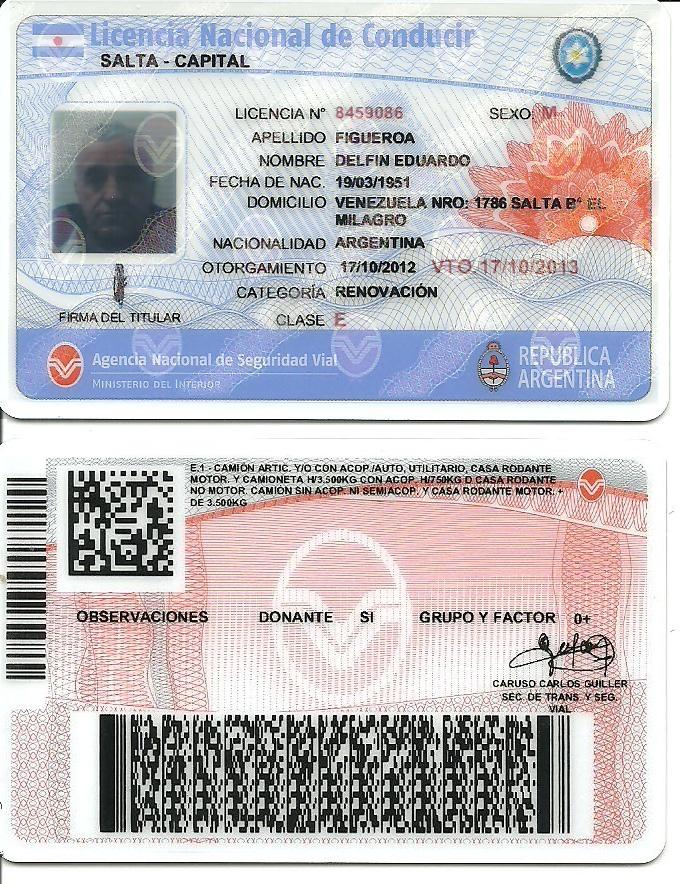 Licencia Nacional de Conducir
SALTA - CAPITAL
LICENCIA N° 8459086 SEXO: M
APELLIDO FIGUEROA
NOMBRE DELFIN EDUARDO
FECHA DE NAC. 19/03/1951
DOMICILIO VENEZUELA NRO: 1786 SALTA B° EL
MILAGRO
NACIONALIDAD ARGENTINA
OTORGAMIENTO 17/10/2012 VTO 17/10/2013
CATEGORÍA RENOVACIÓN
FIRMA DEL TITULAR
CLASE E
Agencia Nacional de Seguridad Vial
MINISTERIO DEL INTERIOR
REPÚBLICA
ARGENTINA
E.1 - CAMIÓN ARTIC. Y/O CON ACOP./AUTO, UTILITARIO, CASA RODANTE
MOTOR. Y CAMIONETA H/3.500KG CON ACOP. H/750KG O CASA RODANTE
NO MOTOR. CAMIÓN SIN ACOP. NI SEMIACOP. Y CASA RODANTE MOTOR. +
DE 3.500KG
OBSERVACIONES DONANTE SI GRUPO Y FACTOR 0+
CARUSO CARLOS GUILLER
SEC. DE TRANS. Y SEG.
VIAL